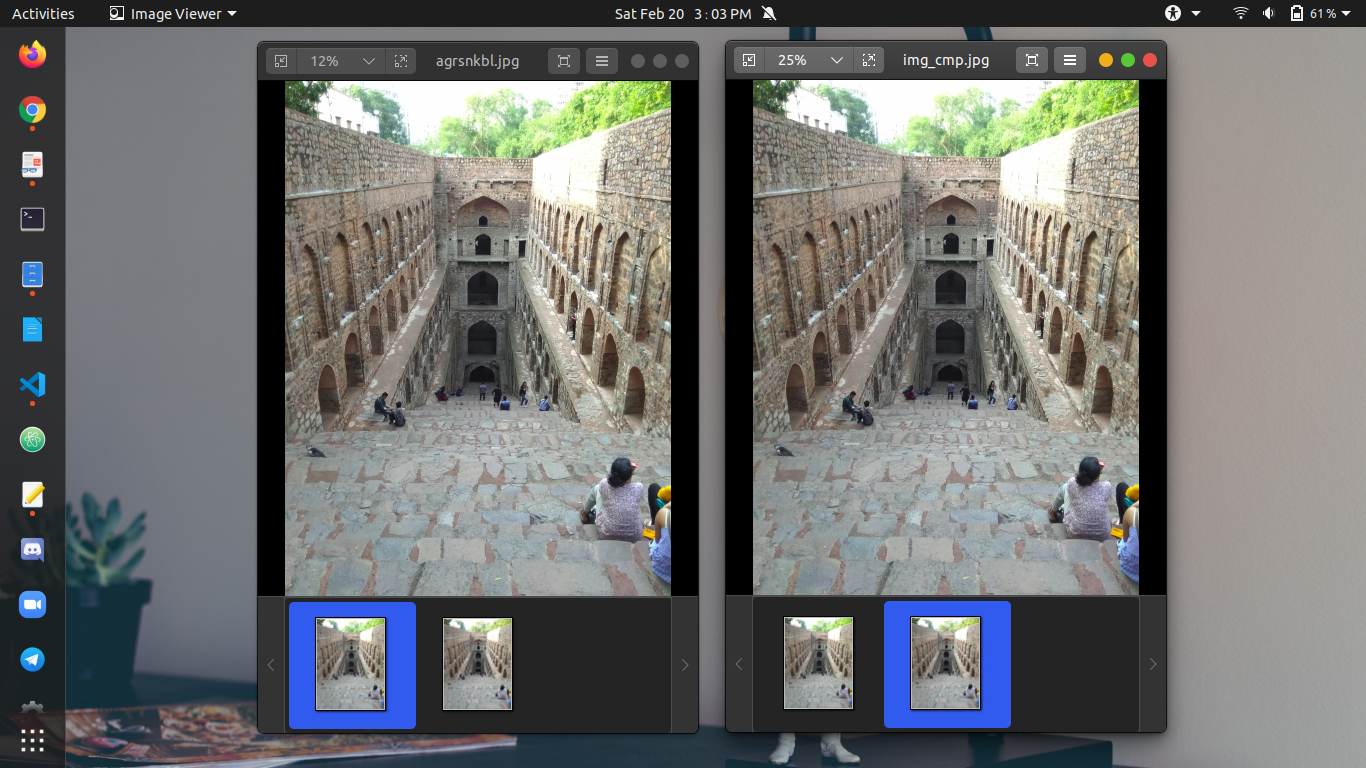 Activities
Image Viewer
Sat Feb 20 3:03 PM
61%
12%
agrsnkbl.jpg
25%
img_cmp.jpg